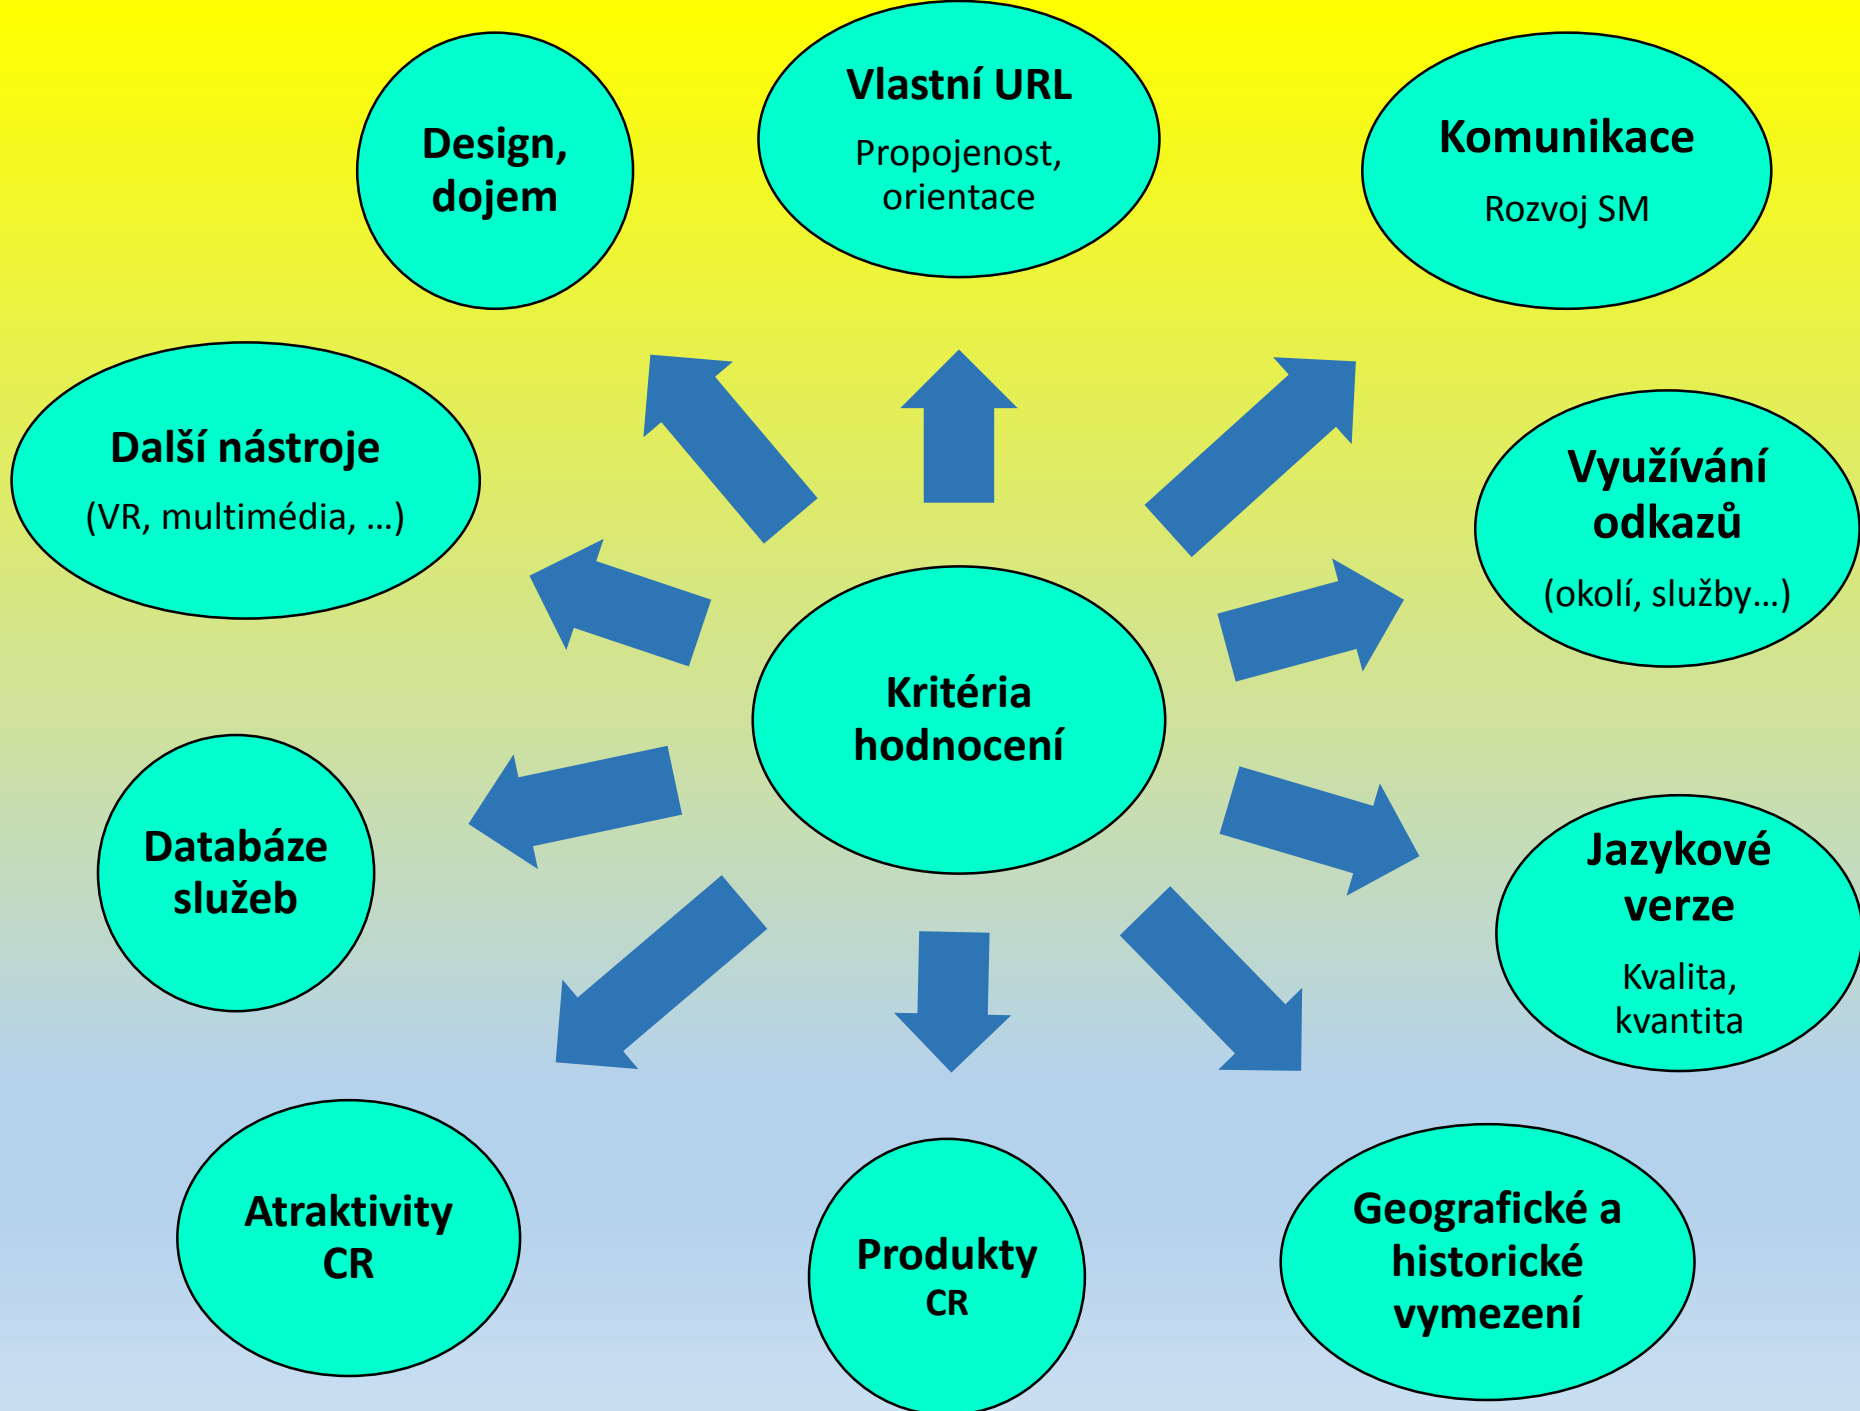 Vlastní URL
Propojenost,
orientace
Design,
dojem
Komunikace
Rozvoj SM
Další nástroje
(VR, multimédia, ...)
Využívání
odkazů
(okolí, služby...)
Kritéria
hodnocení
Databáze
služeb
Jazykové
verze
Kvalita,
kvantita
Atraktivity
CR
Produkty
CR
Geografické a
historické
vymezení